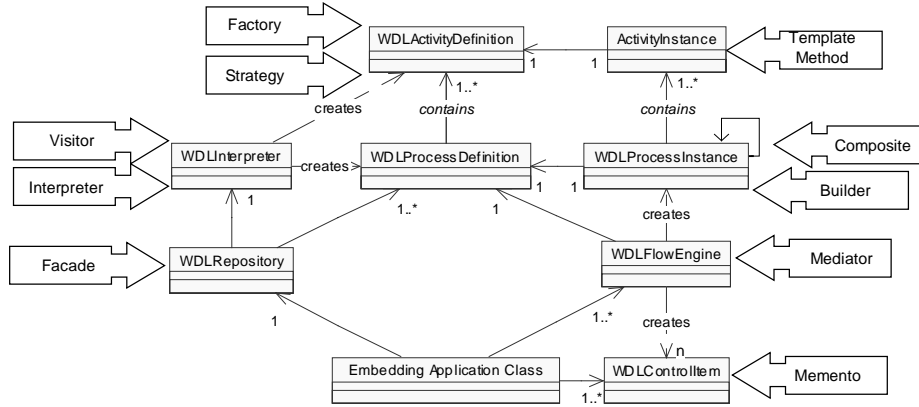 Factory
WDLActivityDefinition
ActivityInstance
Template
Method
Strategy
1
1
1..*
1..*
creates
contains
contains
Visitor
WDLInterpreter
creates
WDLProcessDefinition
WDLProcessInstance
Composite
Interpreter
1
1
1
Builder
1..*
1
creates
Facade
WDLRepository
WDLFlowEngine
Mediator
1
1..*
creates
n
Embedding Application Class
WDLControlItem
Memento
1..*